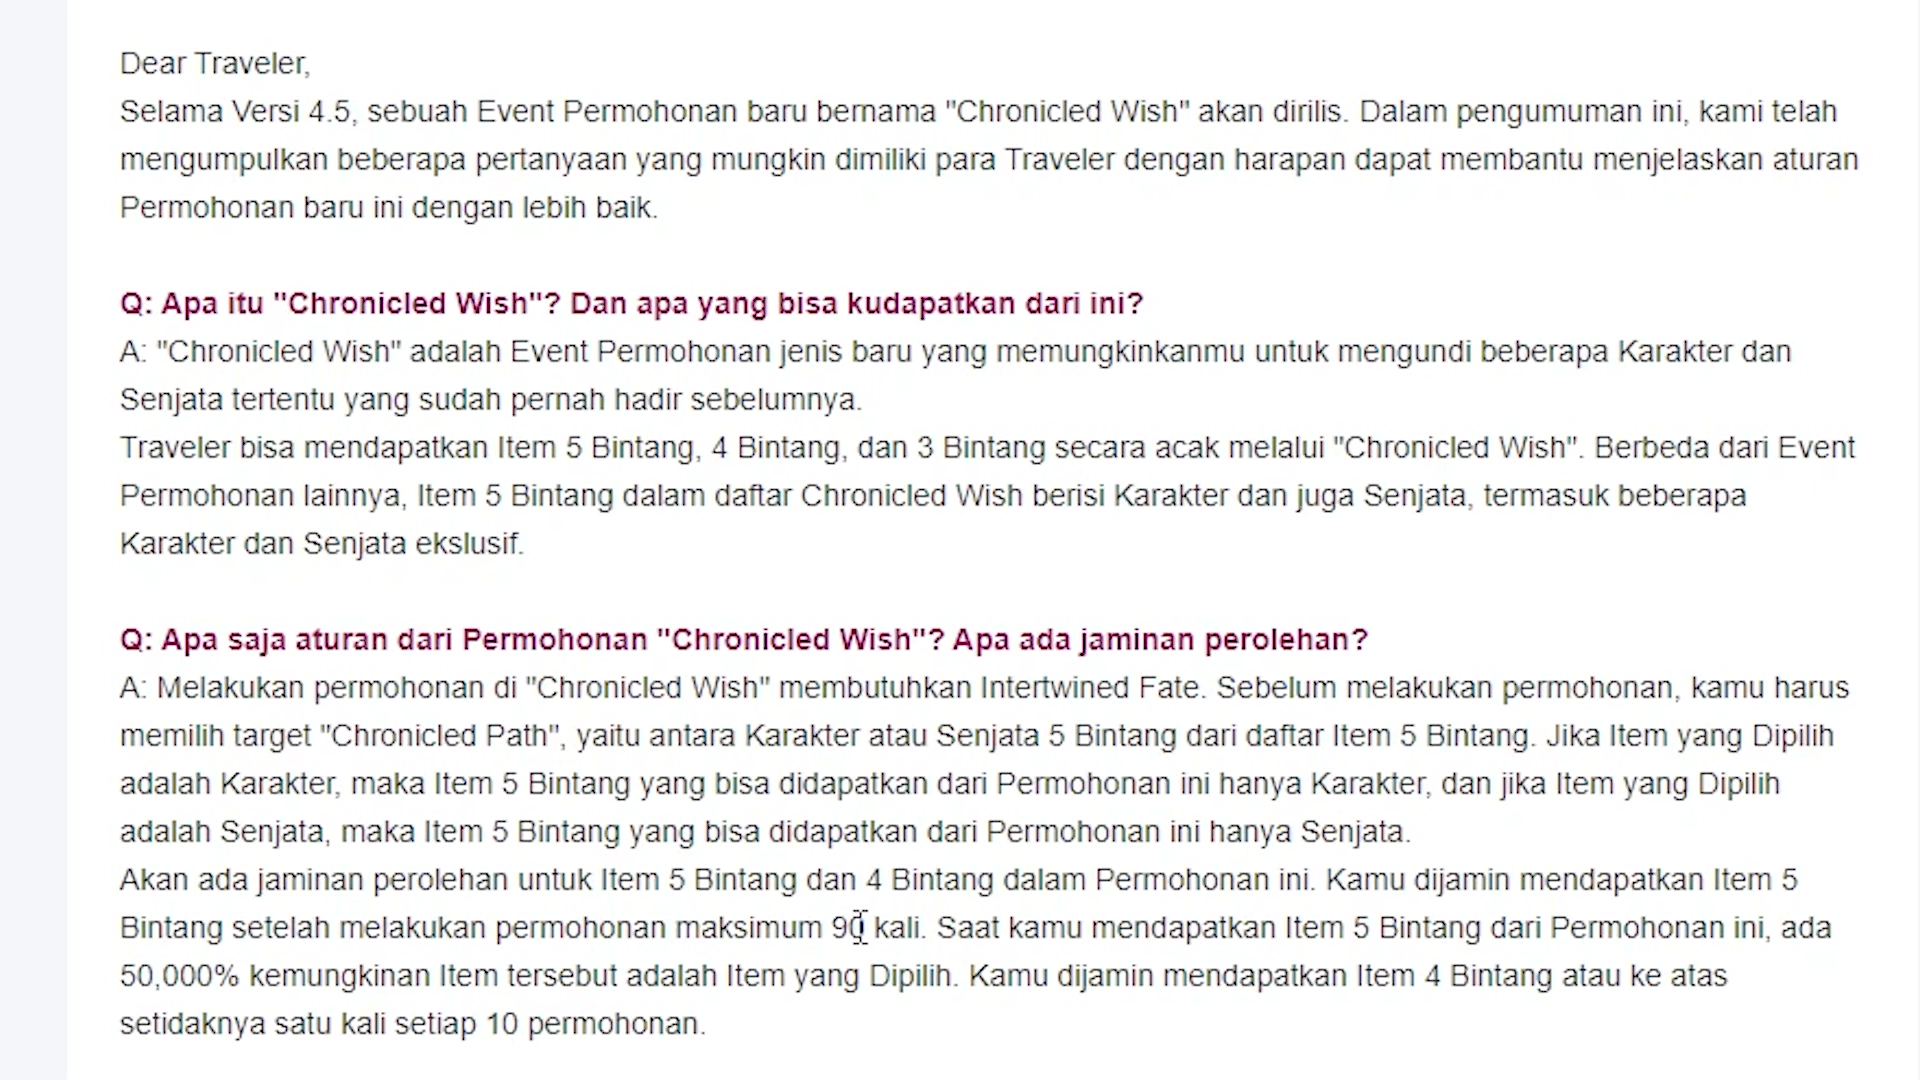 Dear Traveler,
Selama Versi 4.5, sebuah Event Permohonan baru bernama "Chronicled Wish" akan dirilis. Dalam pengumuman ini, kami telah
mengumpulkan beberapa pertanyaan yang mungkin dimiliki para Traveler dengan harapan dapat membantu menjelaskan aturan
Permohonan baru ini dengan lebih baik.
Q: Apa itu "Chronicled Wish"? Dan apa yang bisa kudapatkan dari ini?
A: "Chronicled Wish" adalah Event Permohonan jenis baru yang memungkinkanmu untuk mengundi beberapa Karakter dan
Senjata tertentu yang sudah pernah hadir sebelumnya.
Traveler bisa mendapatkan Item 5 Bintang, 4 Bintang, dan 3 Bintang secara acak melalui "Chronicled Wish". Berbeda dari Event
Permohonan lainnya, Item 5 Bintang dalam daftar Chronicled Wish berisi Karakter dan juga Senjata, termasuk beberapa
Karakter dan Senjata ekslusif.
Q: Apa saja aturan dari Permohonan "Chronicled Wish"? Apa ada jaminan perolehan?
A: Melakukan permohonan di "Chronicled Wish" membutuhkan Intertwined Fate. Sebelum melakukan permohonan, kamu harus
memilih target "Chronicled Path", yaitu antara Karakter atau Senjata 5 Bintang dari daftar Item 5 Bintang. Jika Item yang Dipilih
adalah Karakter, maka Item 5 Bintang yang bisa didapatkan dari Permohonan ini hanya Karakter, dan jika Item yang Dipilih
adalah Senjata, maka Item 5 Bintang yang bisa didapatkan dari Permohonan ini hanya Senjata.
Akan ada jaminan perolehan untuk Item 5 Bintang dan 4 Bintang dalam Permohonan ini. Kamu dijamin mendapatkan Item 5
Bintang setelah melakukan permohonan maksimum 90 kali. Saat kamu mendapatkan Item 5 Bintang dari Permohonan ini, ada
50,000% kemungkinan Item tersebut adalah Item yang Dipilih. Kamu dijamin mendapatkan Item 4 Bintang atau ke atas
setidaknya satu kali setiap 10 permohonan.